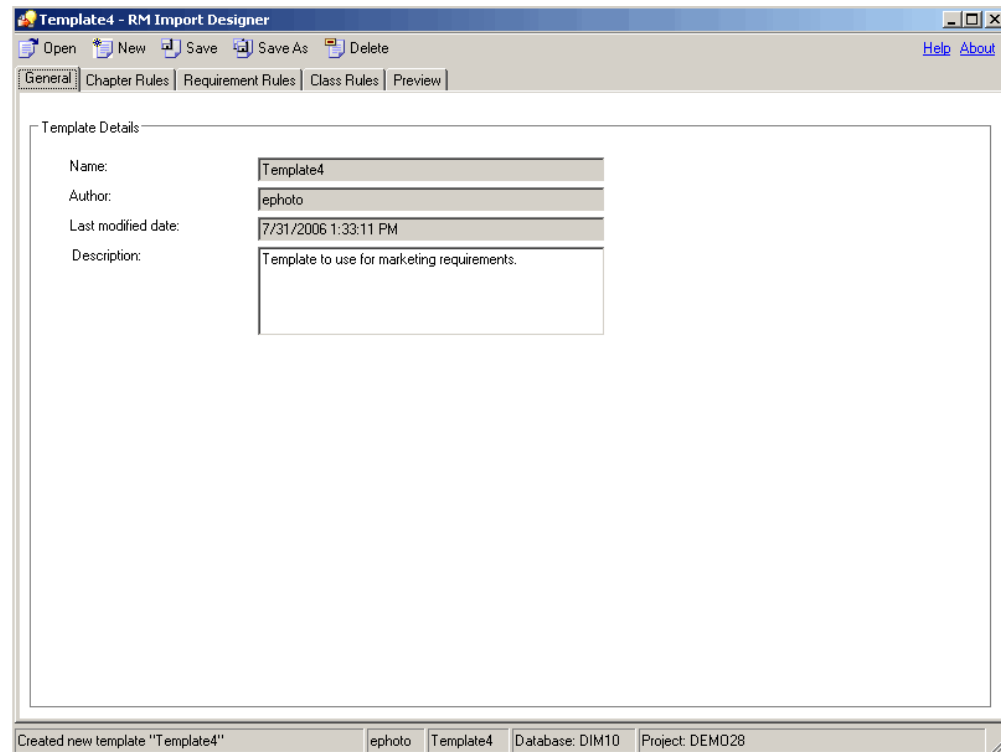 Template4 - RM Import Designer
Open New Save Save As Delete Help About
General Chapter Rules Requirement Rules Class Rules Preview
Template Details
Name: Template4
Author: ephoto
Last modified date: 7/31/2006 1:33:11 PM
Description: Template to use for marketing requirements.
Created new template "Template4" ephoto Template4 Database: DIM10 Project: DEMO28